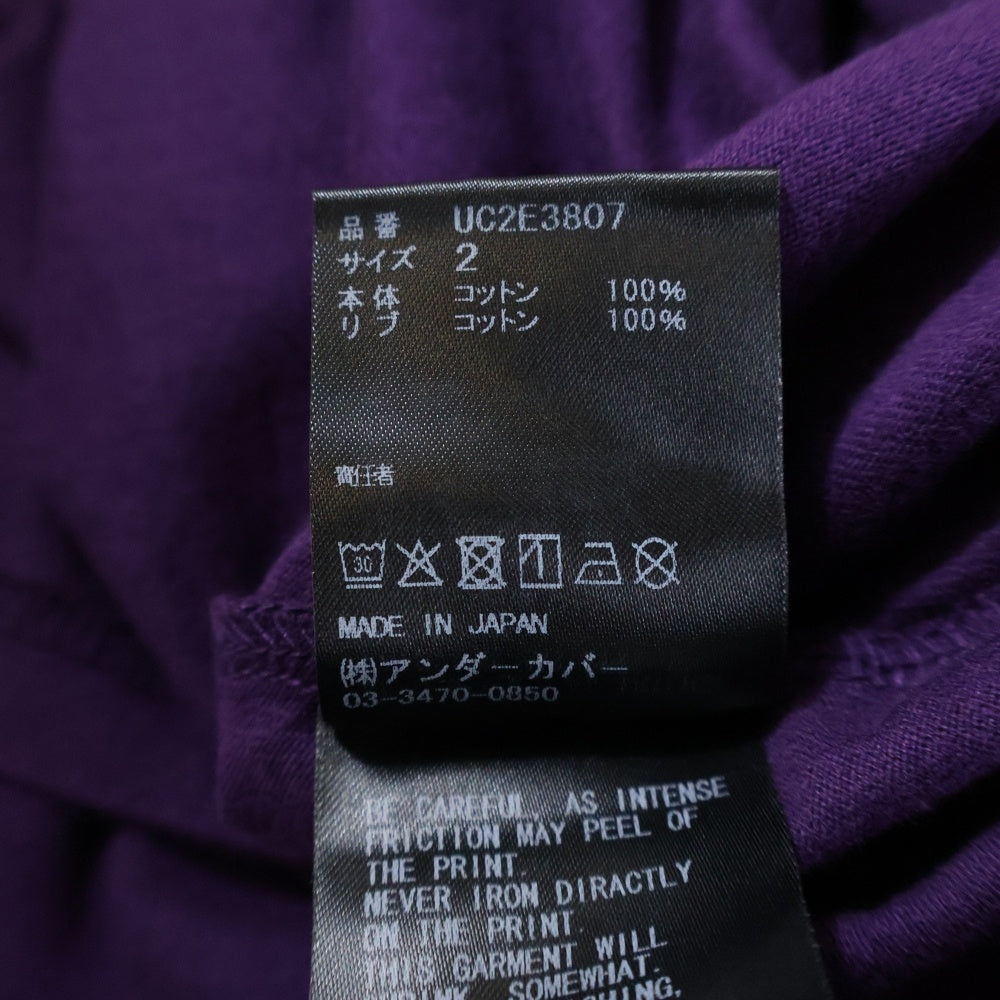 品番 UC2E3807
サイズ 2
本体 コットン 100%
リブ コットン 100%
責任者
30
MADE IN JAPAN
(株)アンダーカバー
03-3470-0850
BE CAREFUL AS INTENSE
FRICTION MAY PEEL OF
THE PRINT.
NEVER IRON DIRACTLY
ON THE PRINT.
THIS GARMENT WILL
SOMEWHAT.